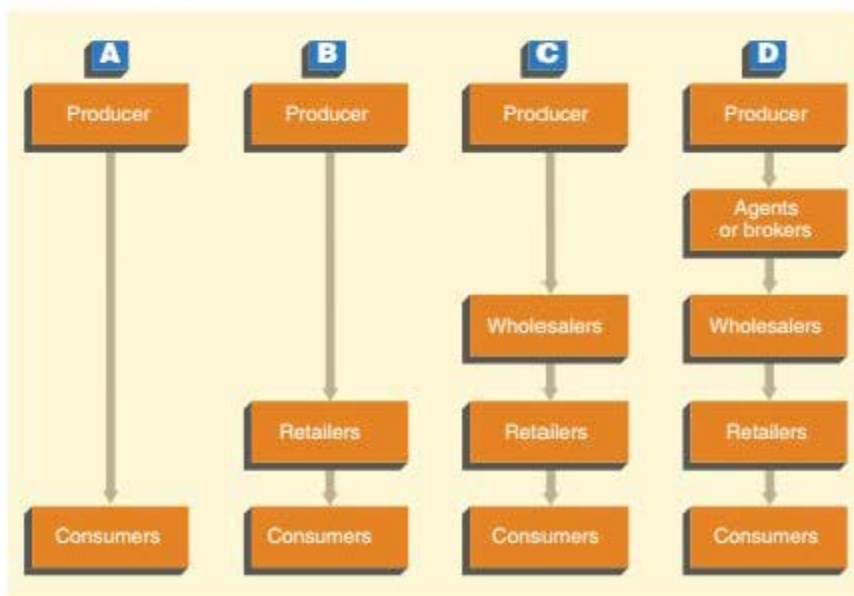 A
B
C
D
Producer
Producer
Producer
Producer
Agents
or brokers
Wholesalers
Wholesalers
Retailers
Retailers
Retailers
Consumers
Consumers
Consumers
Consumers